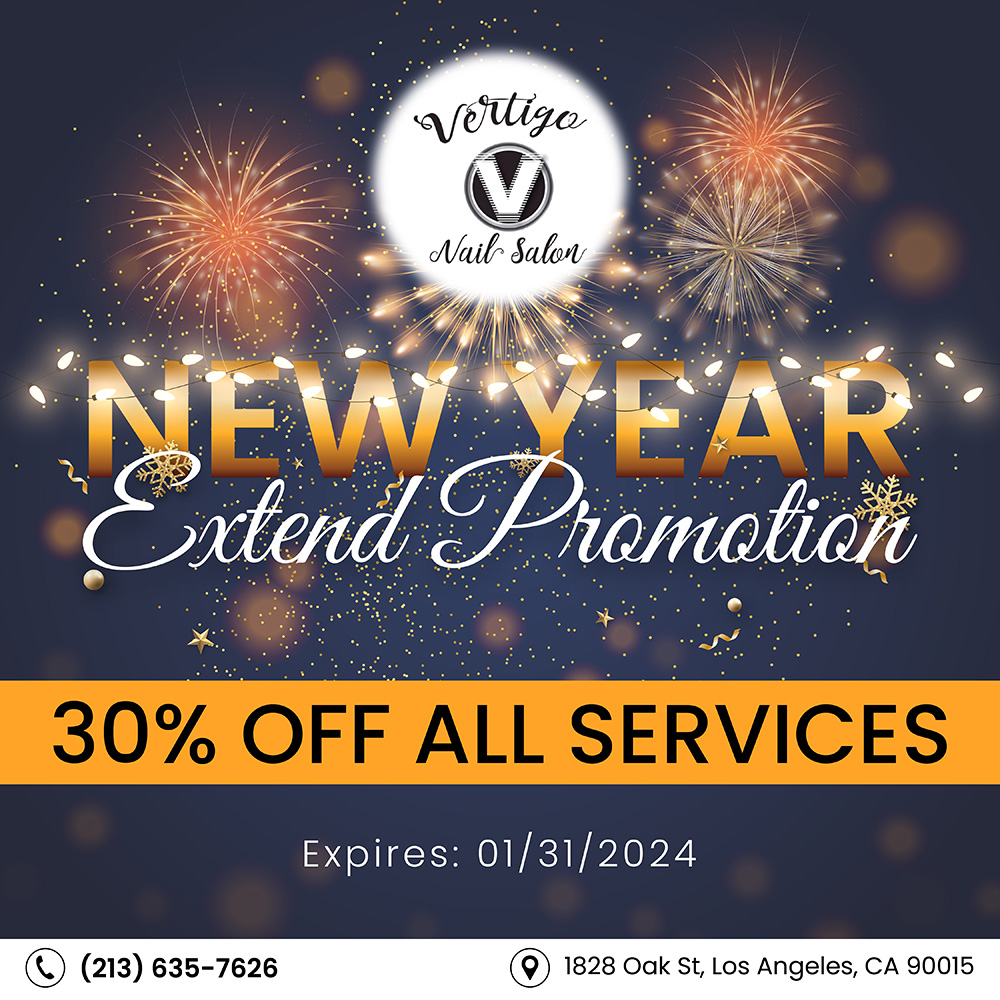 Vertigo
V
Nail Salon
NEW YEAR
Extend Promotion
30% OFF ALL SERVICES
Expires: 01/31/2024
(213) 635-7626
1828 Oak St, Los Angeles, CA 90015